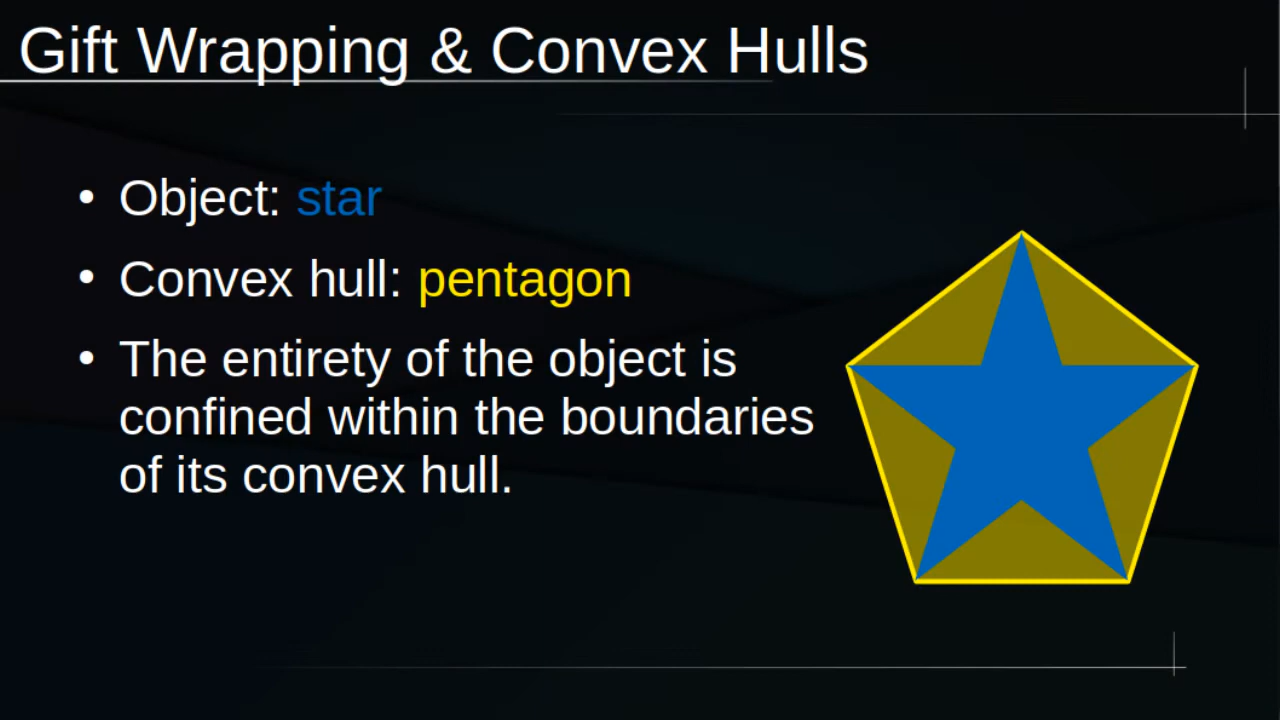 Gift Wrapping & Convex Hulls
• Object: star
• Convex hull: pentagon
• The entirety of the object is
confined within the boundaries
of its convex hull.